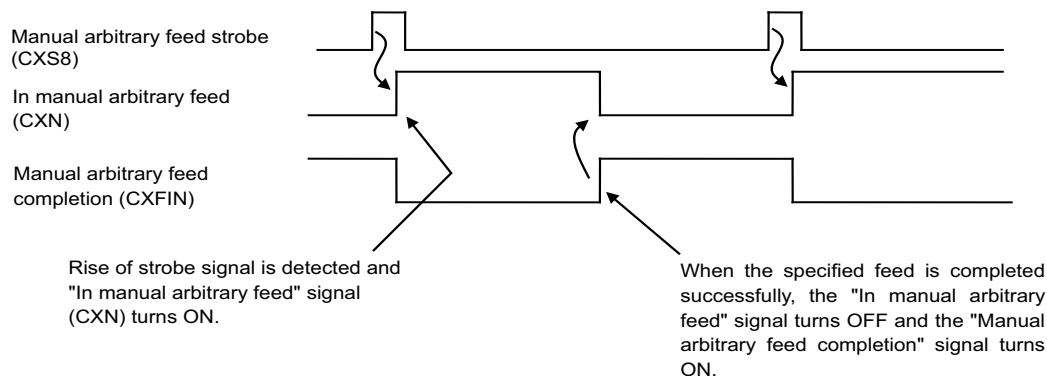 Manual arbitrary feed strobe
(CXS8)
In manual arbitrary feed
(CXN)
Manual arbitrary feed
completion (CXFIN)
Rise of strobe signal is detected and
"In manual arbitrary feed" signal
(CXN) turns ON.
When the specified feed is completed
successfully, the "In manual arbitrary
feed" signal turns OFF and the "Manual
arbitrary feed completion" signal turns
ON.